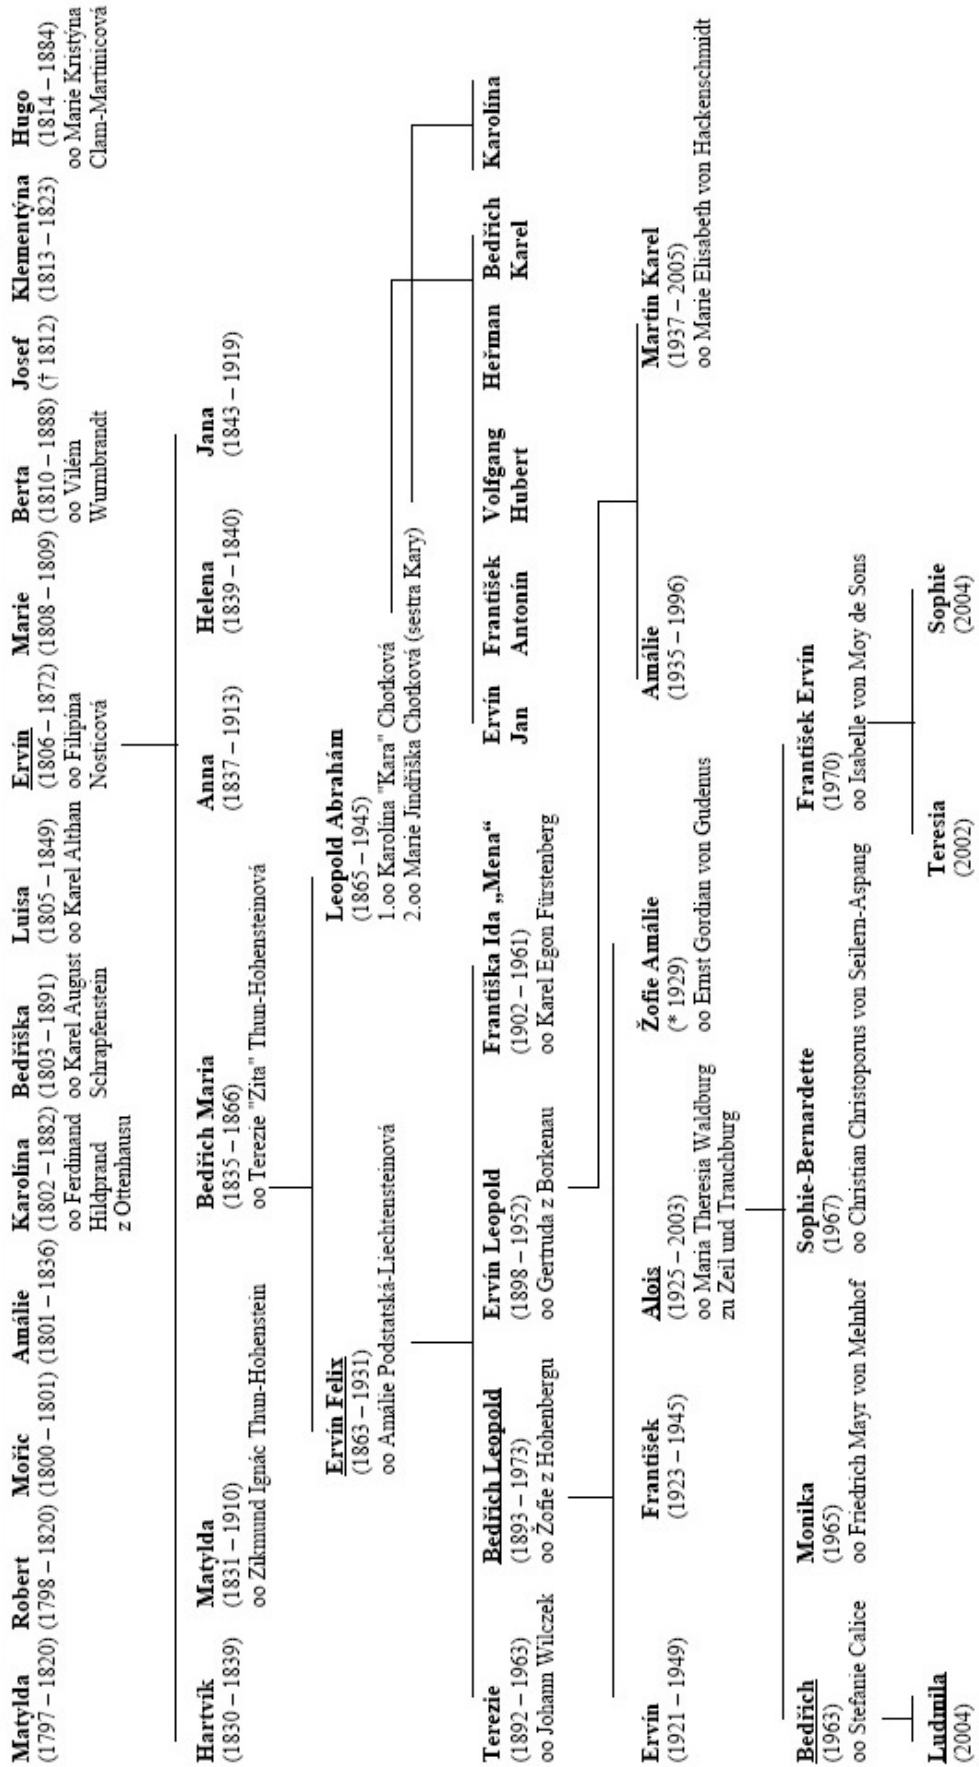 Matylda
(1797 – 1820)
Robert
(1798 – 1820)
Mořic
(1800 – 1801)
Amálie
(1801 – 1836)
Karolína
(1802 – 1882)
oo Ferdinand
Hildprand
z Ottenhausu
Bedřiška
(1803 – 1891)
oo Karel August
Schrapfenstein
Luisa
(1805 – 1849)
oo Karel Althan
Ervín
(1806 – 1872)
oo Filipina
Nosticová
Marie
(1808 – 1809)
Berta
(1810 – 1888)
oo Vilém
Wurmbrandt
Josef
(† 1812)
Klementýna
(1813 – 1823)
Hugo
(1814 – 1884)
oo Marie Kristýna
Clam-Martinicová
Hartvík
(1830 – 1839)
Matylda
(1831 – 1910)
oo Zikmund Ignác Thun-Hohenstein
Bedřich Maria
(1835 – 1866)
oo Terezie "Zita" Thun-Hohensteinová
Anna
(1837 – 1913)
Helena
(1839 – 1840)
Jana
(1843 – 1919)
Ervín Felix
(1863 – 1931)
oo Amálie Podstatská-Liechtensteinová
Leopold Abrahám
(1865 – 1945)
1.oo Karolína "Kara" Chotková
2.oo Marie Jindřiška Chotková (sestra Kary)
Terezie
(1892 – 1963)
oo Johann Wilczek
Bedřich Leopold
(1893 – 1973)
oo Žofie z Hohenbergu
Ervín Leopold
(1898 – 1952)
oo Gertruda z Borkenau
Františka Ida „Mena“
(1902 – 1961)
oo Karel Egon Fürstenberg
Ervín
Jan
František
Antonín
Volfgang
Hubert
Heřman
Bedřich
Karel
Karolína
Ervín
(1921 – 1949)
František
(1923 – 1945)
Alois
(1925 – 2003)
oo Maria Theresia Waldburg
zu Zeil und Trauchburg
Žofie Amálie
(* 1929)
oo Ernst Gordian von Gudenus
Amálie
(1935 – 1996)
Martin Karel
(1937 – 2005)
oo Marie Elisabeth von Hackenschmidt
Bedřich
(1963)
oo Stefanie Calice
Monika
(1965)
oo Friedrich Mayr von Melnhof
Sophie-Bernardette
(1967)
oo Christian Christoporus von Seilern-Aspang
František Ervín
(1970)
oo Isabelle von Moy de Sons
Ludmila
(2004)
Teresia
(2002)
Sophie
(2004)